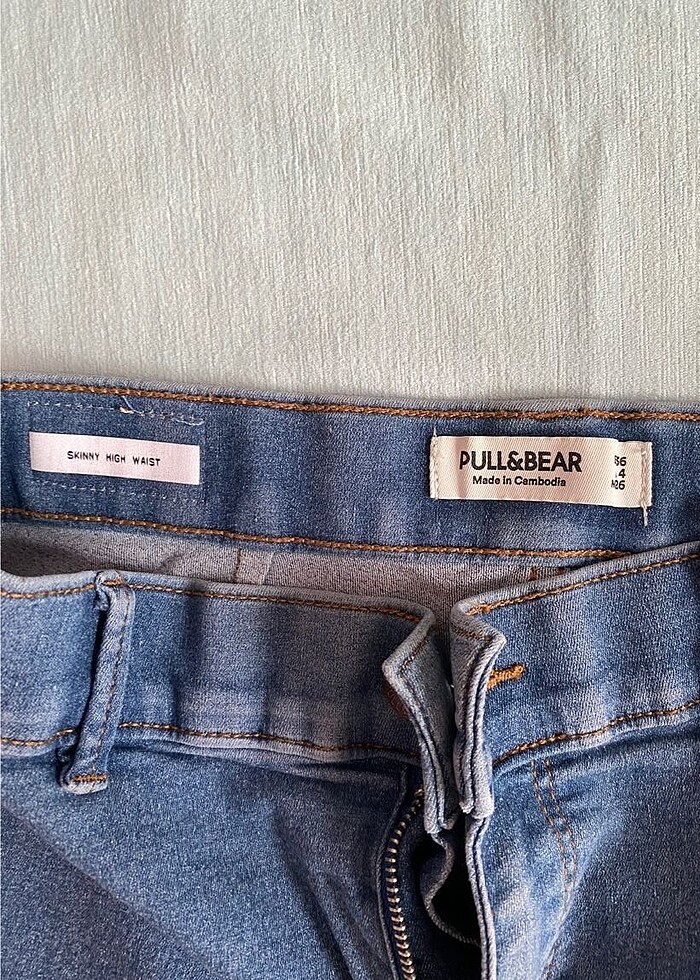 SKINNY HIGH WAIST
PULL&BEAR
Made in Cambodia
36
4
26